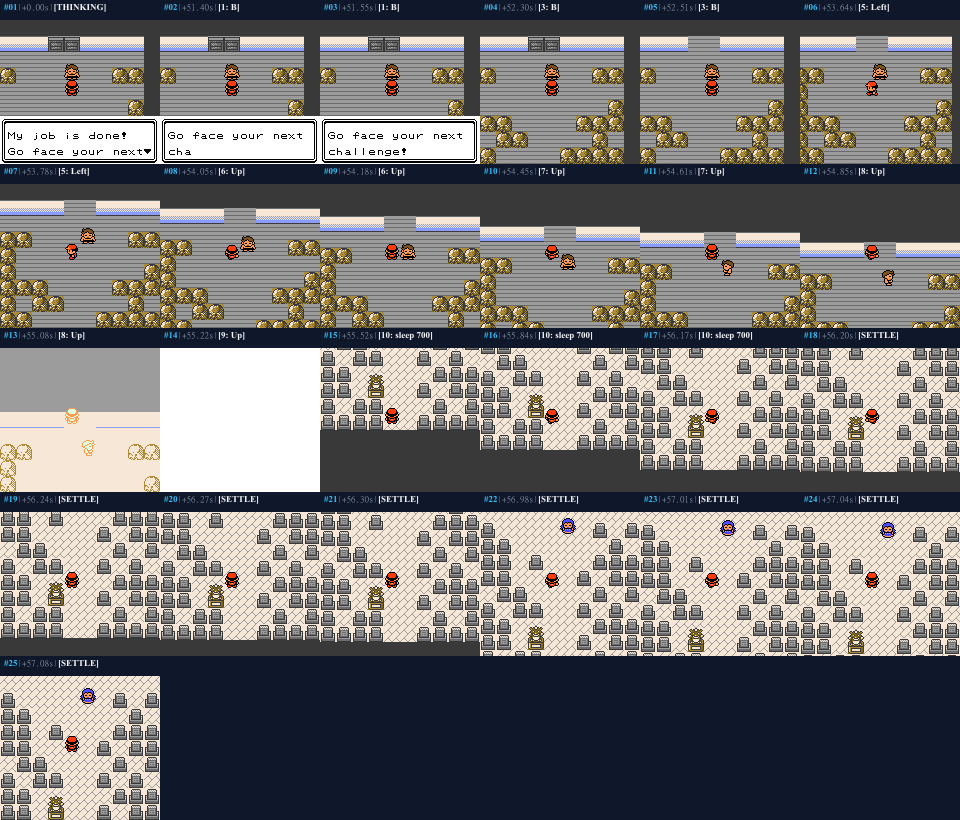 #01|+0.00s|[THINKING]
#02|+51.40s|[1: B]
#03|+51.55s|[1: B]
#04|+52.30s|[3: B]
#05|+52.51s|[3: B]
#06|+53.64s|[5: Left]
My job is done!
Go face your next▼
Go face your next
cha
Go face your next
challenge!
#07|+53.78s|[5: Left]
#08|+54.05s|[6: Up]
#09|+54.18s|[6: Up]
#10|+54.45s|[7: Up]
#11|+54.61s|[7: Up]
#12|+54.85s|[8: Up]
#13|+55.08s|[8: Up]
#14|+55.22s|[9: Up]
#15|+55.52s|[10: sleep 700]
#16|+55.84s|[10: sleep 700]
#17|+56.17s|[10: sleep 700]
#18|+56.20s|[SETTLE]
#19|+56.24s|[SETTLE]
#20|+56.27s|[SETTLE]
#21|+56.30s|[SETTLE]
#22|+56.98s|[SETTLE]
#23|+57.01s|[SETTLE]
#24|+57.04s|[SETTLE]
#25|+57.08s|[SETTLE]